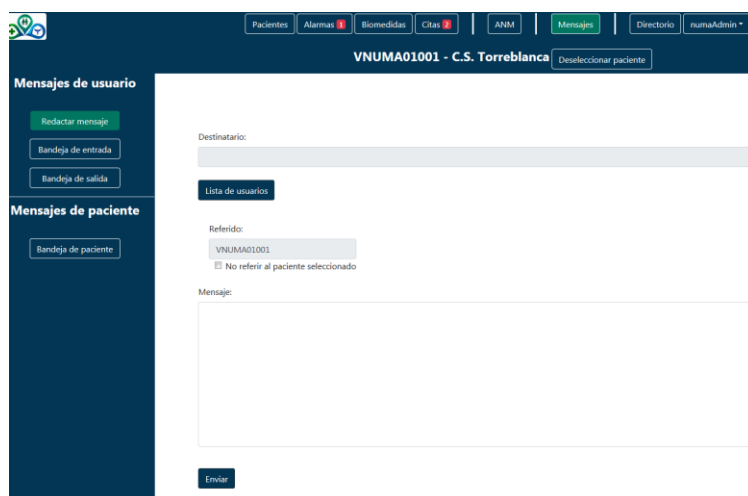 Pacientes Alarmas 1 Biomedidas Citas 2 ANM Mensajes Directorio numaAdmin
VNUMA01001 - C.S. Torreblanca Deseleccionar paciente
Mensajes de usuario
Redactar mensaje
Bandeja de entrada
Bandeja de salida
Mensajes de paciente
Bandeja de paciente
Destinatario:
Lista de usuarios
Referido:
VNUMA01001
No referir al paciente seleccionado
Mensaje:
Enviar